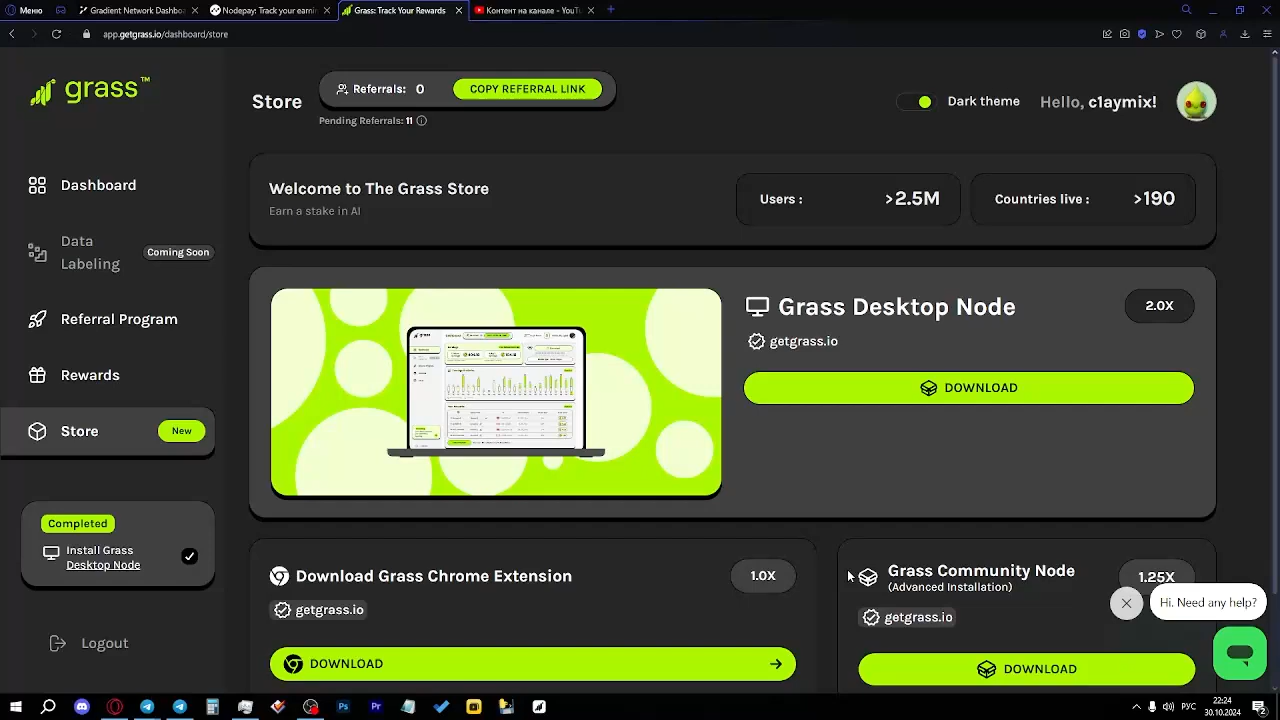 Меню
Gradient Network Dashboa
Nodepay: Track your earnin
Grass: Track Your Rewards
Контент на канале - YouTu
app.getgrass.io/dashboard/store
grass™
Store
Referrals: 0
COPY REFERRAL LINK
Pending Referrals: 11
Dark theme
Hello, c1aymix!
Dashboard
Data
Labeling
Coming Soon
Referral Program
Rewards
Store
New
Completed
Install Grass
Desktop Node
Logout
Welcome to The Grass Store
Earn a stake in AI
Users :
>2.5M
Countries live :
>190
Grass Desktop Node
2.0X
getgrass.io
DOWNLOAD
Download Grass Chrome Extension
1.0X
getgrass.io
DOWNLOAD
Grass Community Node
(Advanced Installation)
1.25X
getgrass.io
DOWNLOAD
Hi. Need any help?
РУС
22:24
30.10.2024